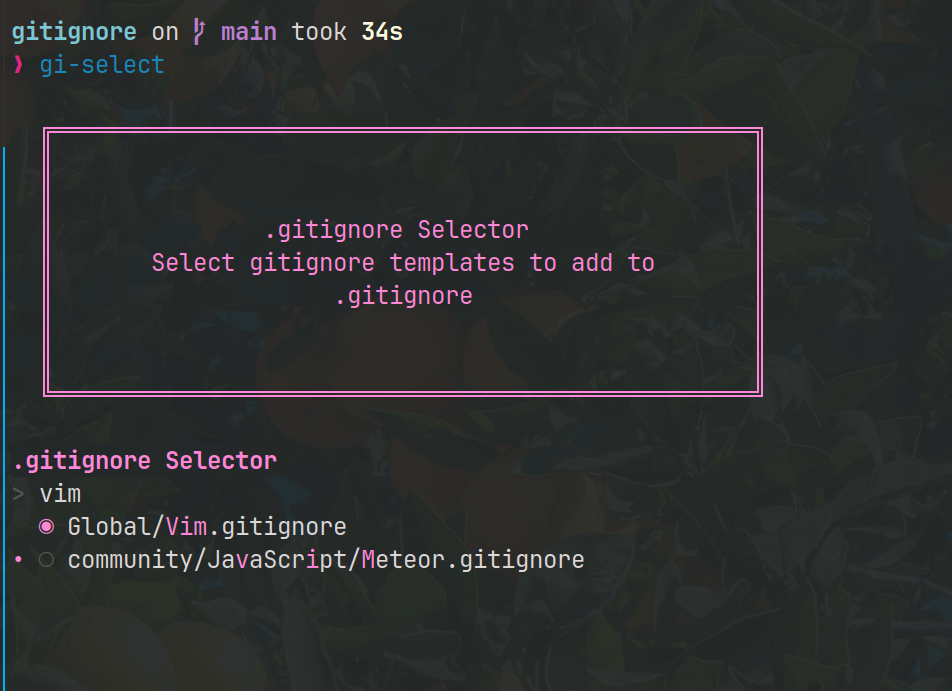 gitignore on main took 34s
❯ gi-select
.gitignore Selector
Select gitignore templates to add to
.gitignore
.gitignore Selector
> vim
◉ Global/Vim.gitignore
• ○ community/JavaScript/Meteor.gitignore